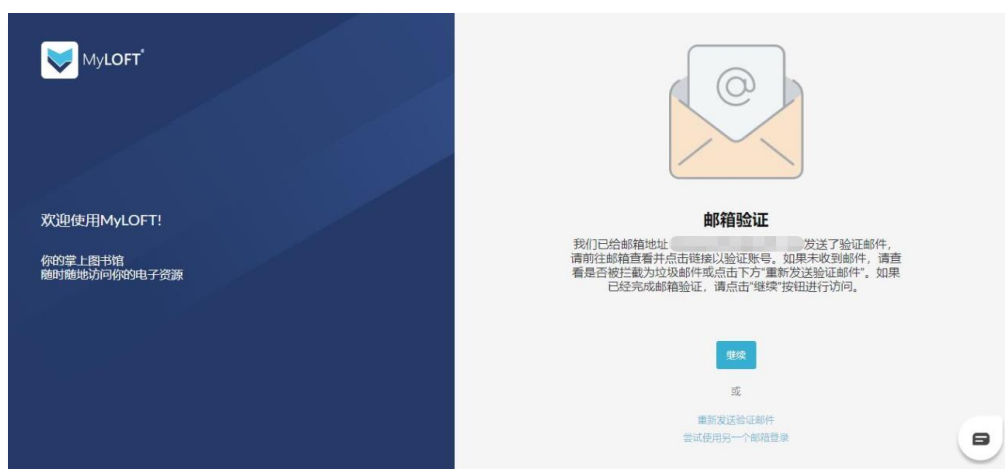 MyLOFT®
欢迎使用MyLOFT!
你的掌上图书馆
随时随地访问你的电子资源
@
邮箱验证
我们已给邮箱地址 发送了验证邮件，
请前往邮箱查看并点击链接以验证账号。如果未收到邮件，请查
看是否被拦截为垃圾邮件或点击下方“重新发送验证邮件”。如果
已经完成邮箱验证，请点击“继续”按钮进行访问。
继续
或
重新发送验证邮件
尝试使用另一个邮箱登录